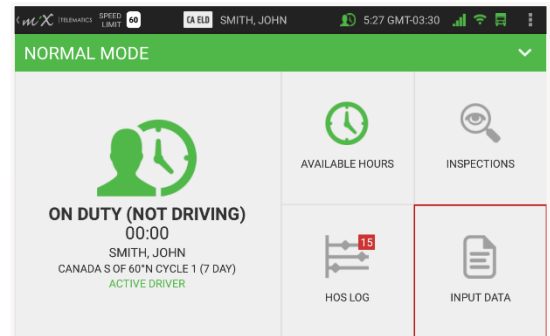 miX TELEMATICS SPEED LIMIT 60 CA ELD SMITH, JOHN 5:27 GMT-03:30
NORMAL MODE
ON DUTY (NOT DRIVING)
00:00
SMITH, JOHN
CANADA S OF 60°N CYCLE 1 (7 DAY)
ACTIVE DRIVER
AVAILABLE HOURS
INSPECTIONS
15
HOS LOG
INPUT DATA